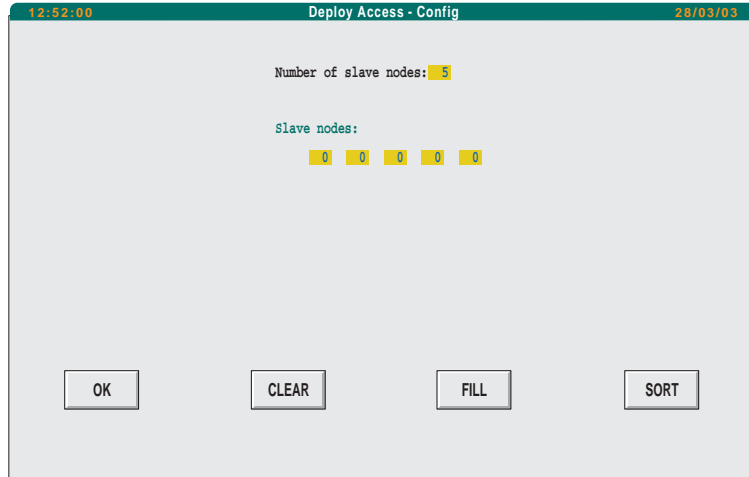 12:52:00 Deploy Access - Config 28/03/03
Number of slave nodes: 5
Slave nodes:
0 0 0 0 0
OK CLEAR FILL SORT